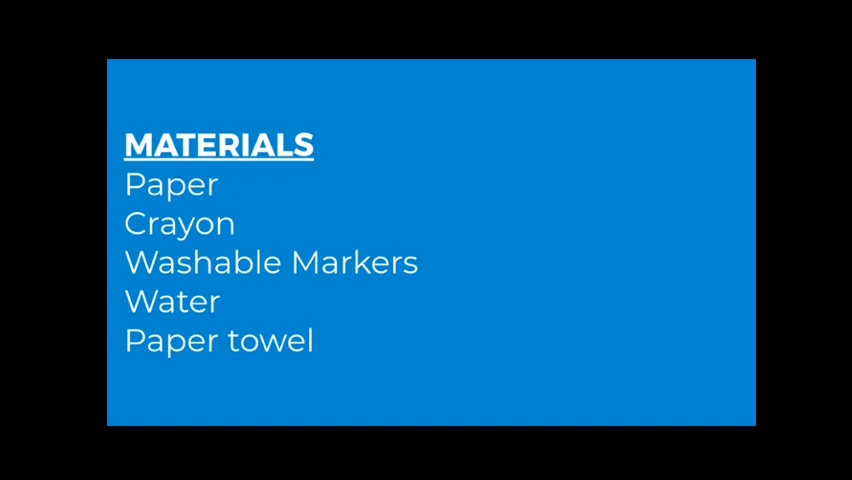 MATERIALS
Paper
Crayon
Washable Markers
Water
Paper towel